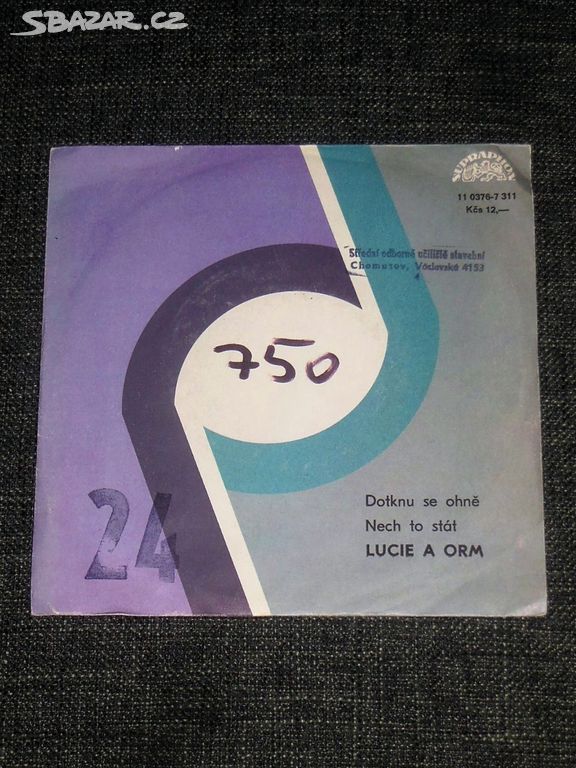 SBAZAR.CZ
SUPRAPHON
11 0376-7 311
Kčs 12,—
Střední odborné učiliště stavební
Chomutov, Václavská 4153
750
24
Dotknu se ohně
Nech to stát
LUCIE A ORM